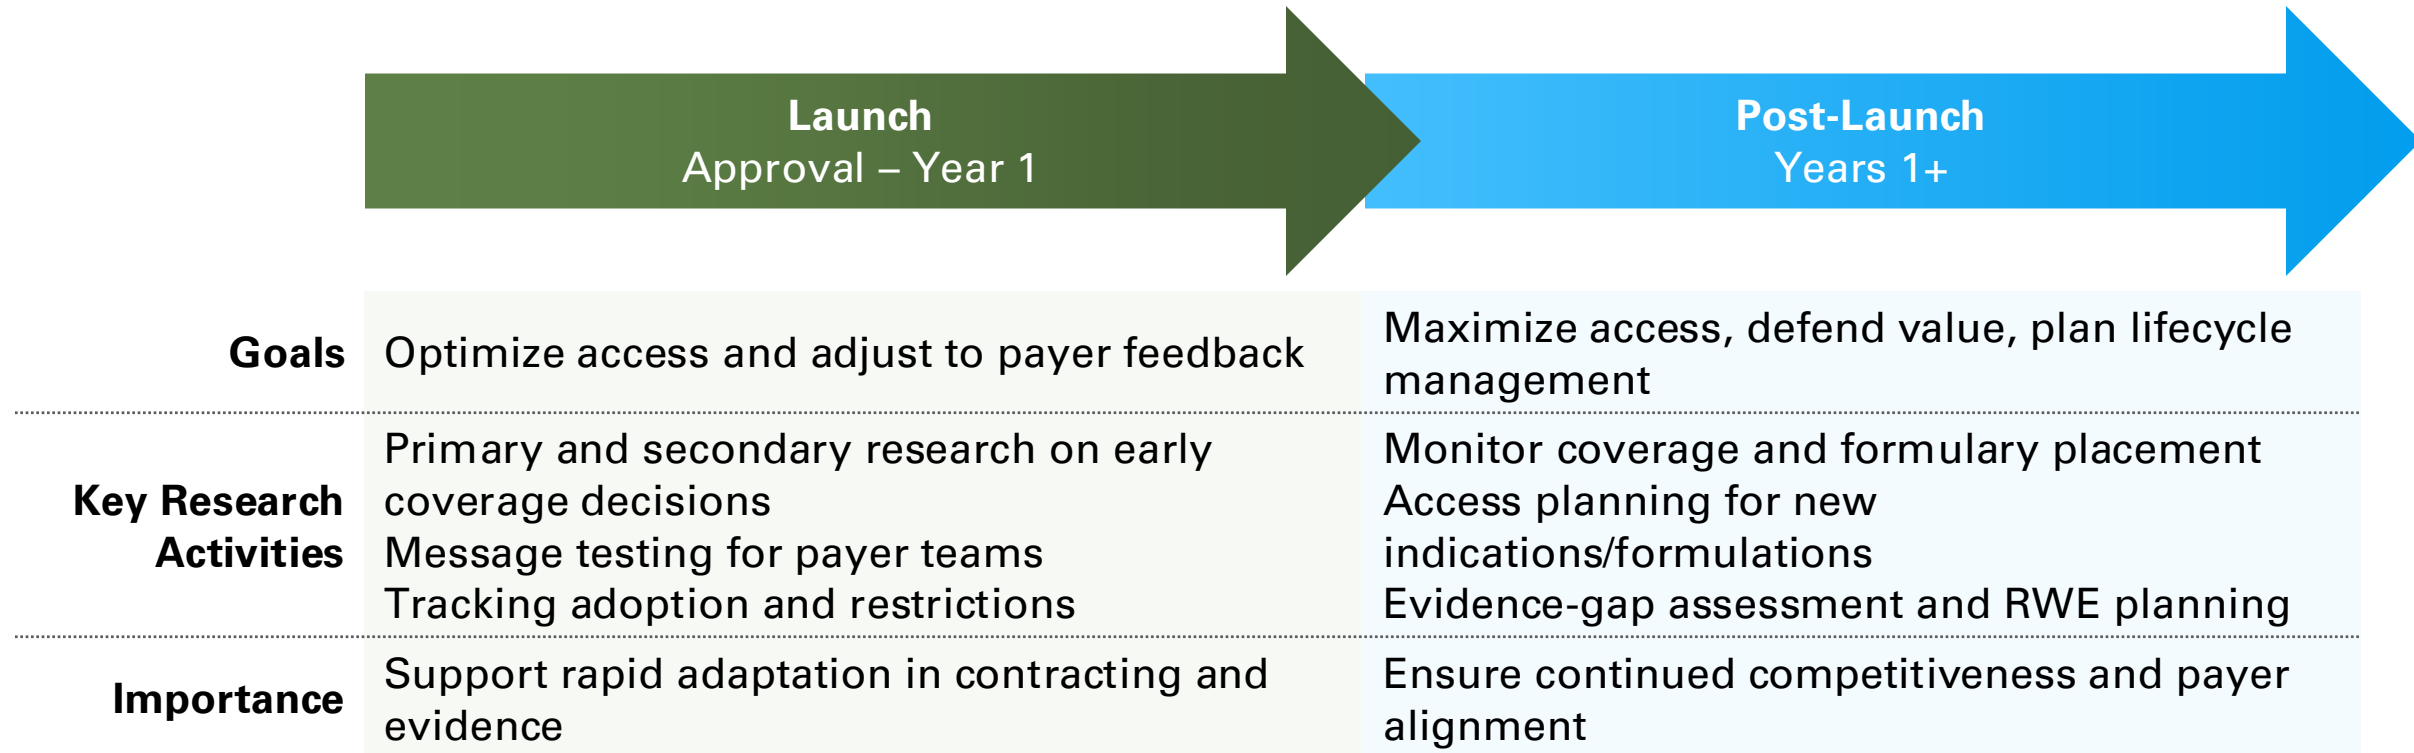 Launch
Approval – Year 1
Post-Launch
Years 1+
Goals
Optimize access and adjust to payer feedback
Maximize access, defend value, plan lifecycle
management
Key Research
Activities
Primary and secondary research on early
coverage decisions
Message testing for payer teams
Tracking adoption and restrictions
Monitor coverage and formulary placement
Access planning for new
indications/formulations
Evidence-gap assessment and RWE planning
Importance
Support rapid adaptation in contracting and
evidence
Ensure continued competitiveness and payer
alignment